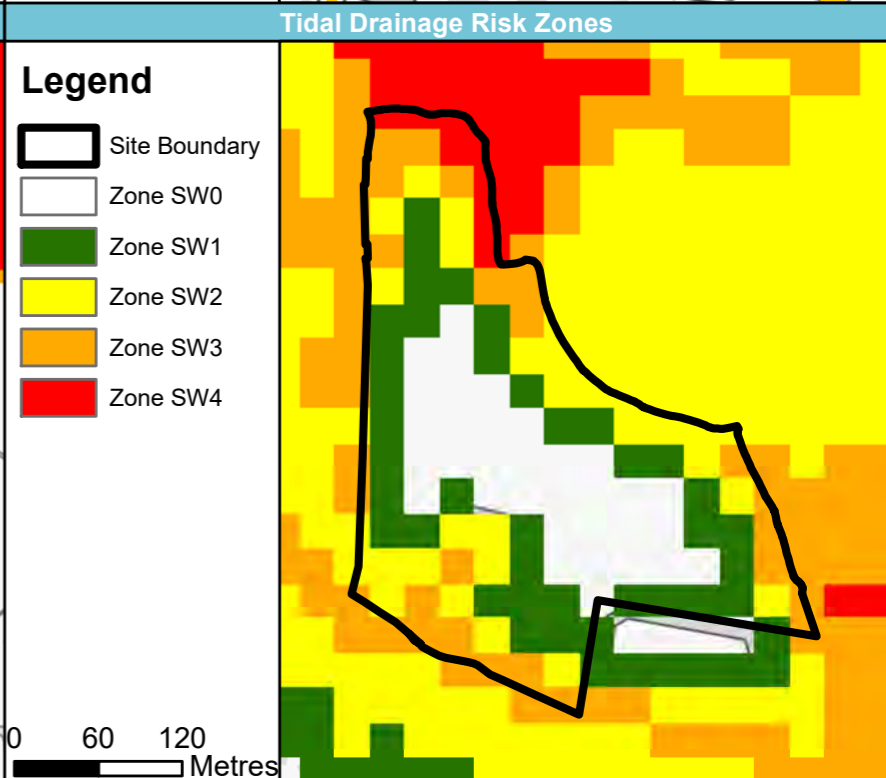 Tidal Drainage Risk Zones
Legend
Site Boundary
Zone SW0
Zone SW1
Zone SW2
Zone SW3
Zone SW4
0 60 120
Metres